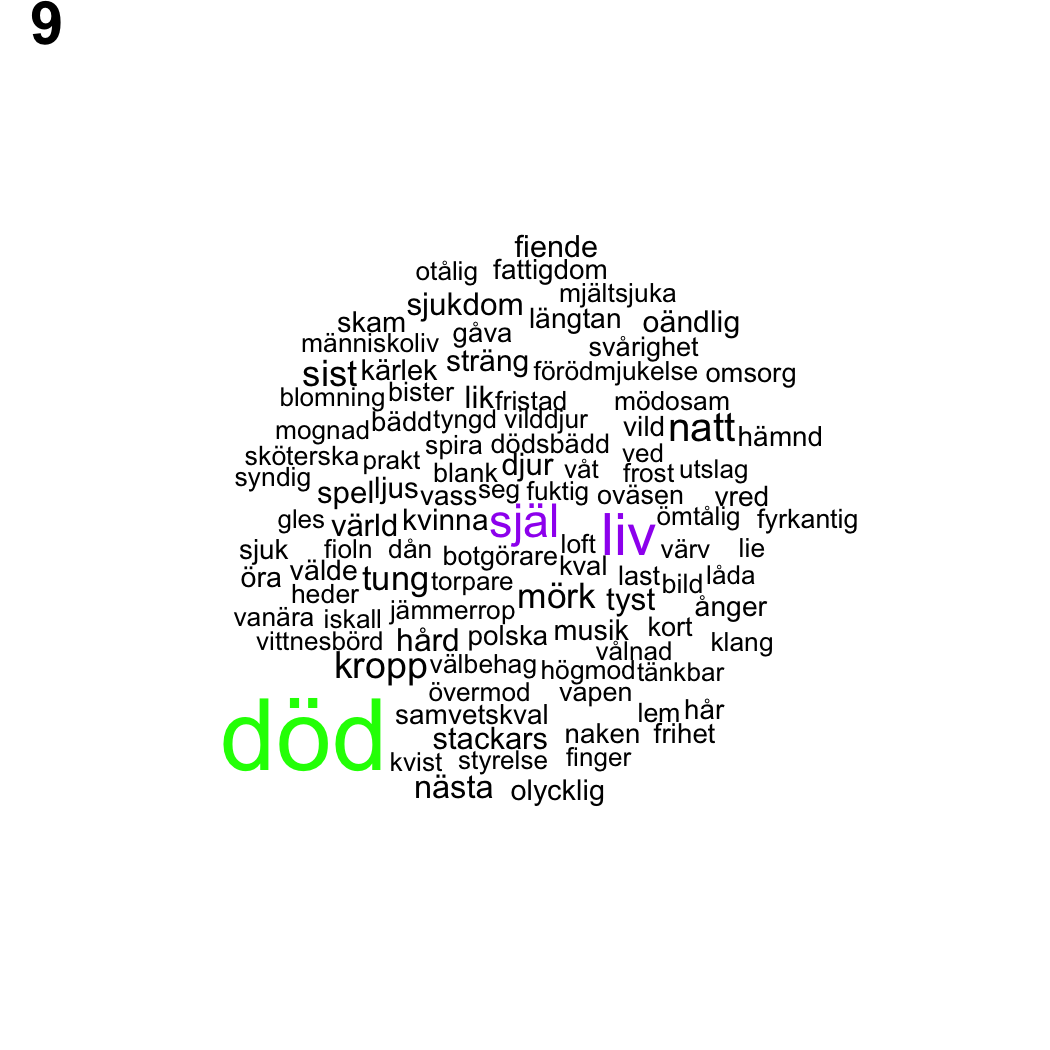 9
fiende
otålig fattigdom
mjältsjuka
sjukdom
skam gåva längtan oändlig
människoliv svårighet
sist kärlek sträng förödmjukelse omsorg
blomning bister lik fristad mödosam
mognad bädd tyngd vilddjur vild natt hämnd
sköterska prakt spira dödsbädd ved
syndig blank djur våt frost utslag
spel ljus vass seg fuktig oväsen vred
gles värld kvinna själ liv ömtålig fyrkantig
sjuk fioln dån botgörare loft värv lie
öra välde tung torpare kval last bild låda
heder mörk tyst ånger
vanära iskall jämmerrop
vittnesbörd hård polska musik kort klang
kropp välbehag högmod vålnad tänkbar
övermod vapen
död samvetskval lem hår
stackars naken frihet
kvist styrelse finger
nästa olycklig